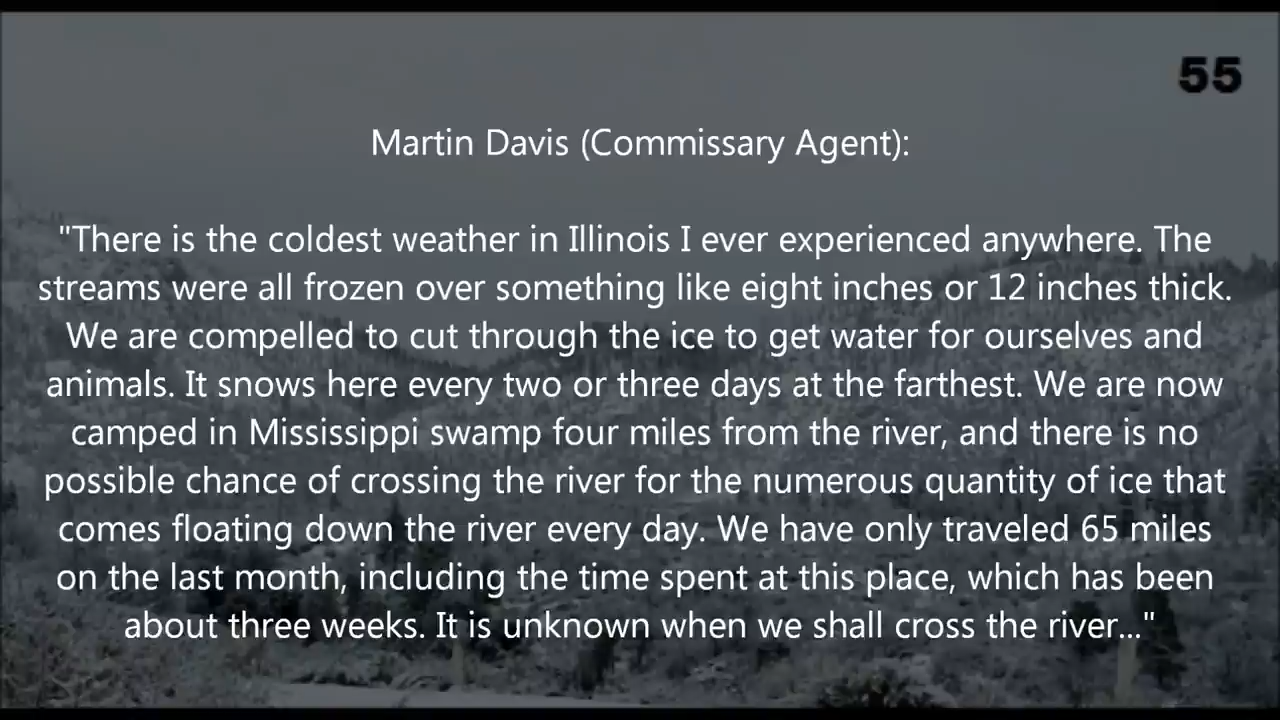 55
Martin Davis (Commissary Agent):
"There is the coldest weather in Illinois I ever experienced anywhere. The
streams were all frozen over something like eight inches or 12 inches thick.
We are compelled to cut through the ice to get water for ourselves and
animals. It snows here every two or three days at the farthest. We are now
camped in Mississippi swamp four miles from the river, and there is no
possible chance of crossing the river for the numerous quantity of ice that
comes floating down the river every day. We have only traveled 65 miles
on the last month, including the time spent at this place, which has been
about three weeks. It is unknown when we shall cross the river..."